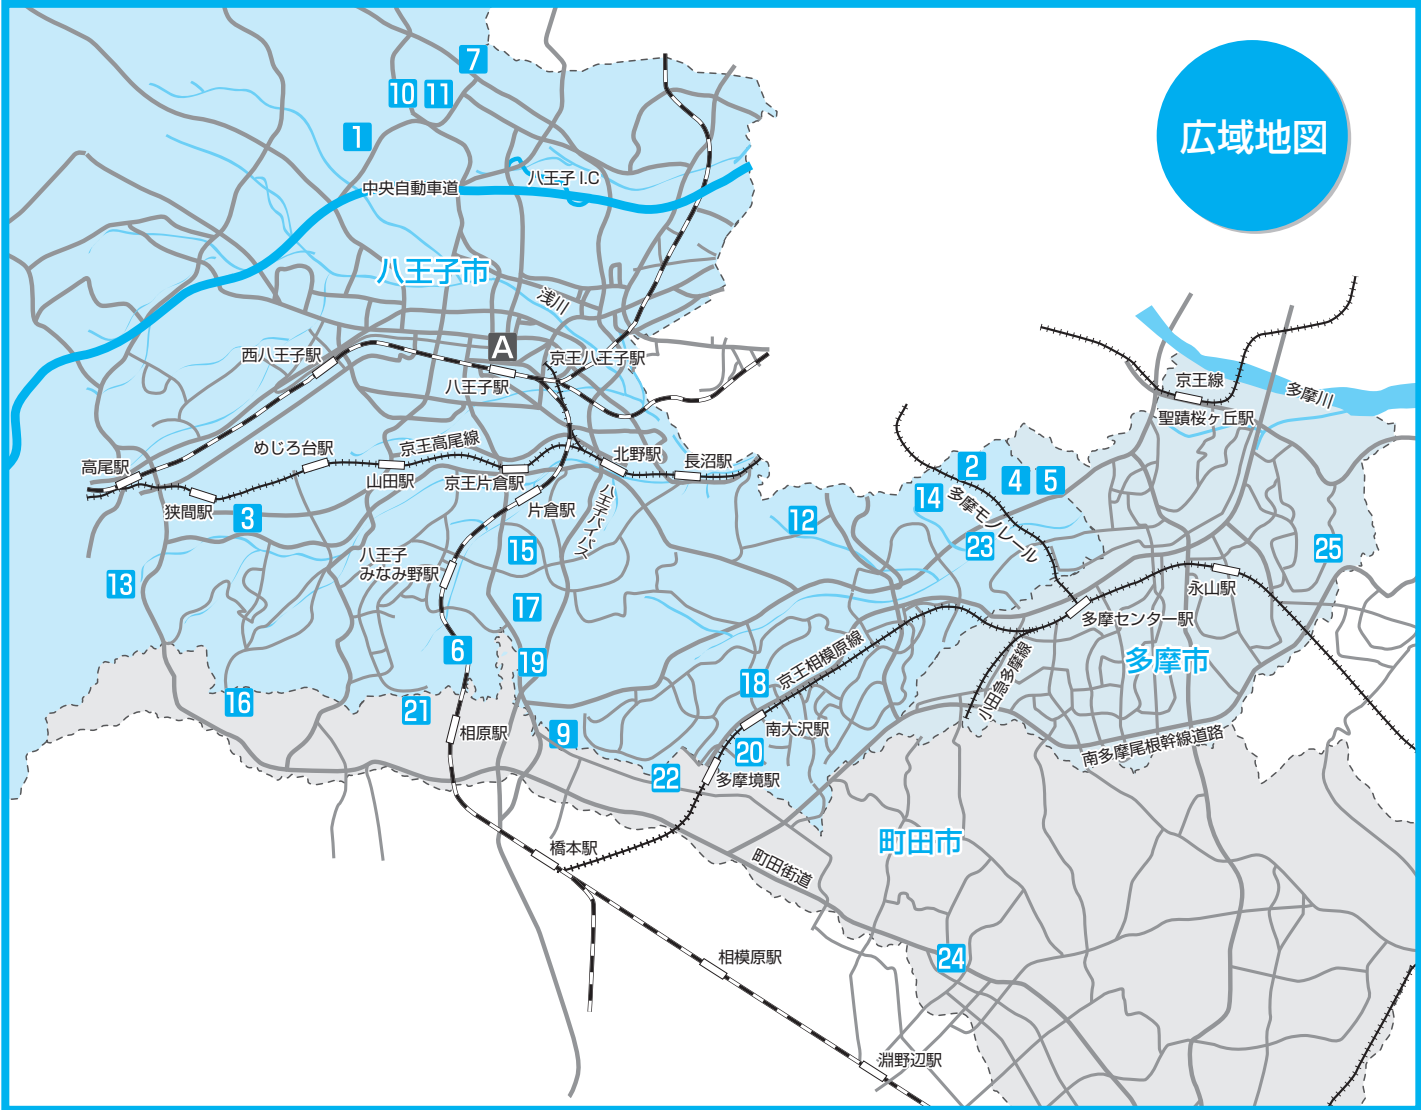 広域地図
7
10
11
1
中央自動車道
八王子 I.C
八王子市
浅川
A
西八王子駅
京王八王子駅
八王子駅
京王線
多摩川
聖蹟桜ヶ丘駅
めじろ台駅
京王高尾線
北野駅
長沼駅
高尾駅
山田駅
京王片倉駅
狭間駅
3
片倉駅
八王子バイパス
2
4
5
14
多摩モノレール
12
23
25
15
八王子
みなみ野駅
13
17
永山駅
多摩センター駅
6
19
多摩市
京王相模原線
小田急多摩線
18
16
21
相原駅
9
南大沢駅
20
南多摩尾根幹線道路
22
多摩境駅
橋本駅
町田市
町田街道
相模原駅
24
淵野辺駅